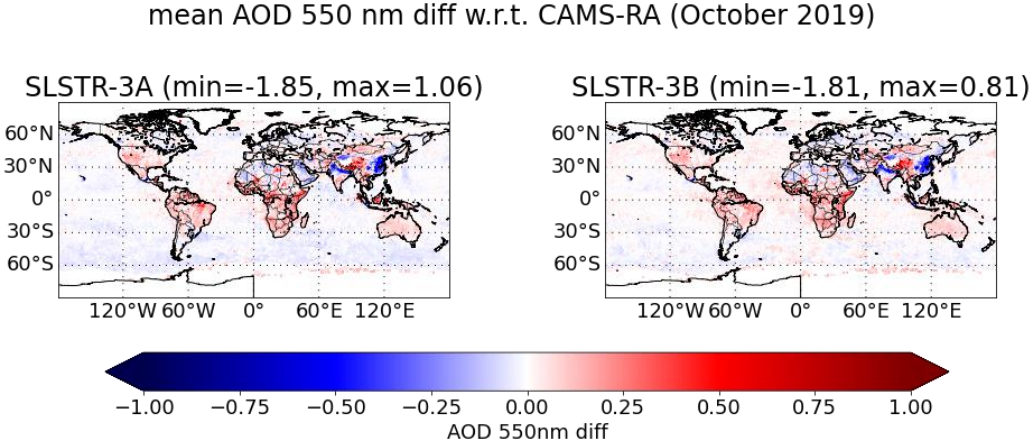 mean AOD 550 nm diff w.r.t. CAMS-RA (October 2019)
SLSTR-3A (min=-1.85, max=1.06)
60°N
30°N
0°
30°S
60°S
120°W 60°W 0° 60°E 120°E
SLSTR-3B (min=-1.81, max=0.81)
60°N
30°N
0°
30°S
60°S
120°W 60°W 0° 60°E 120°E
−1.00 −0.75 −0.50 −0.25 0.00 0.25 0.50 0.75 1.00
AOD 550nm diff